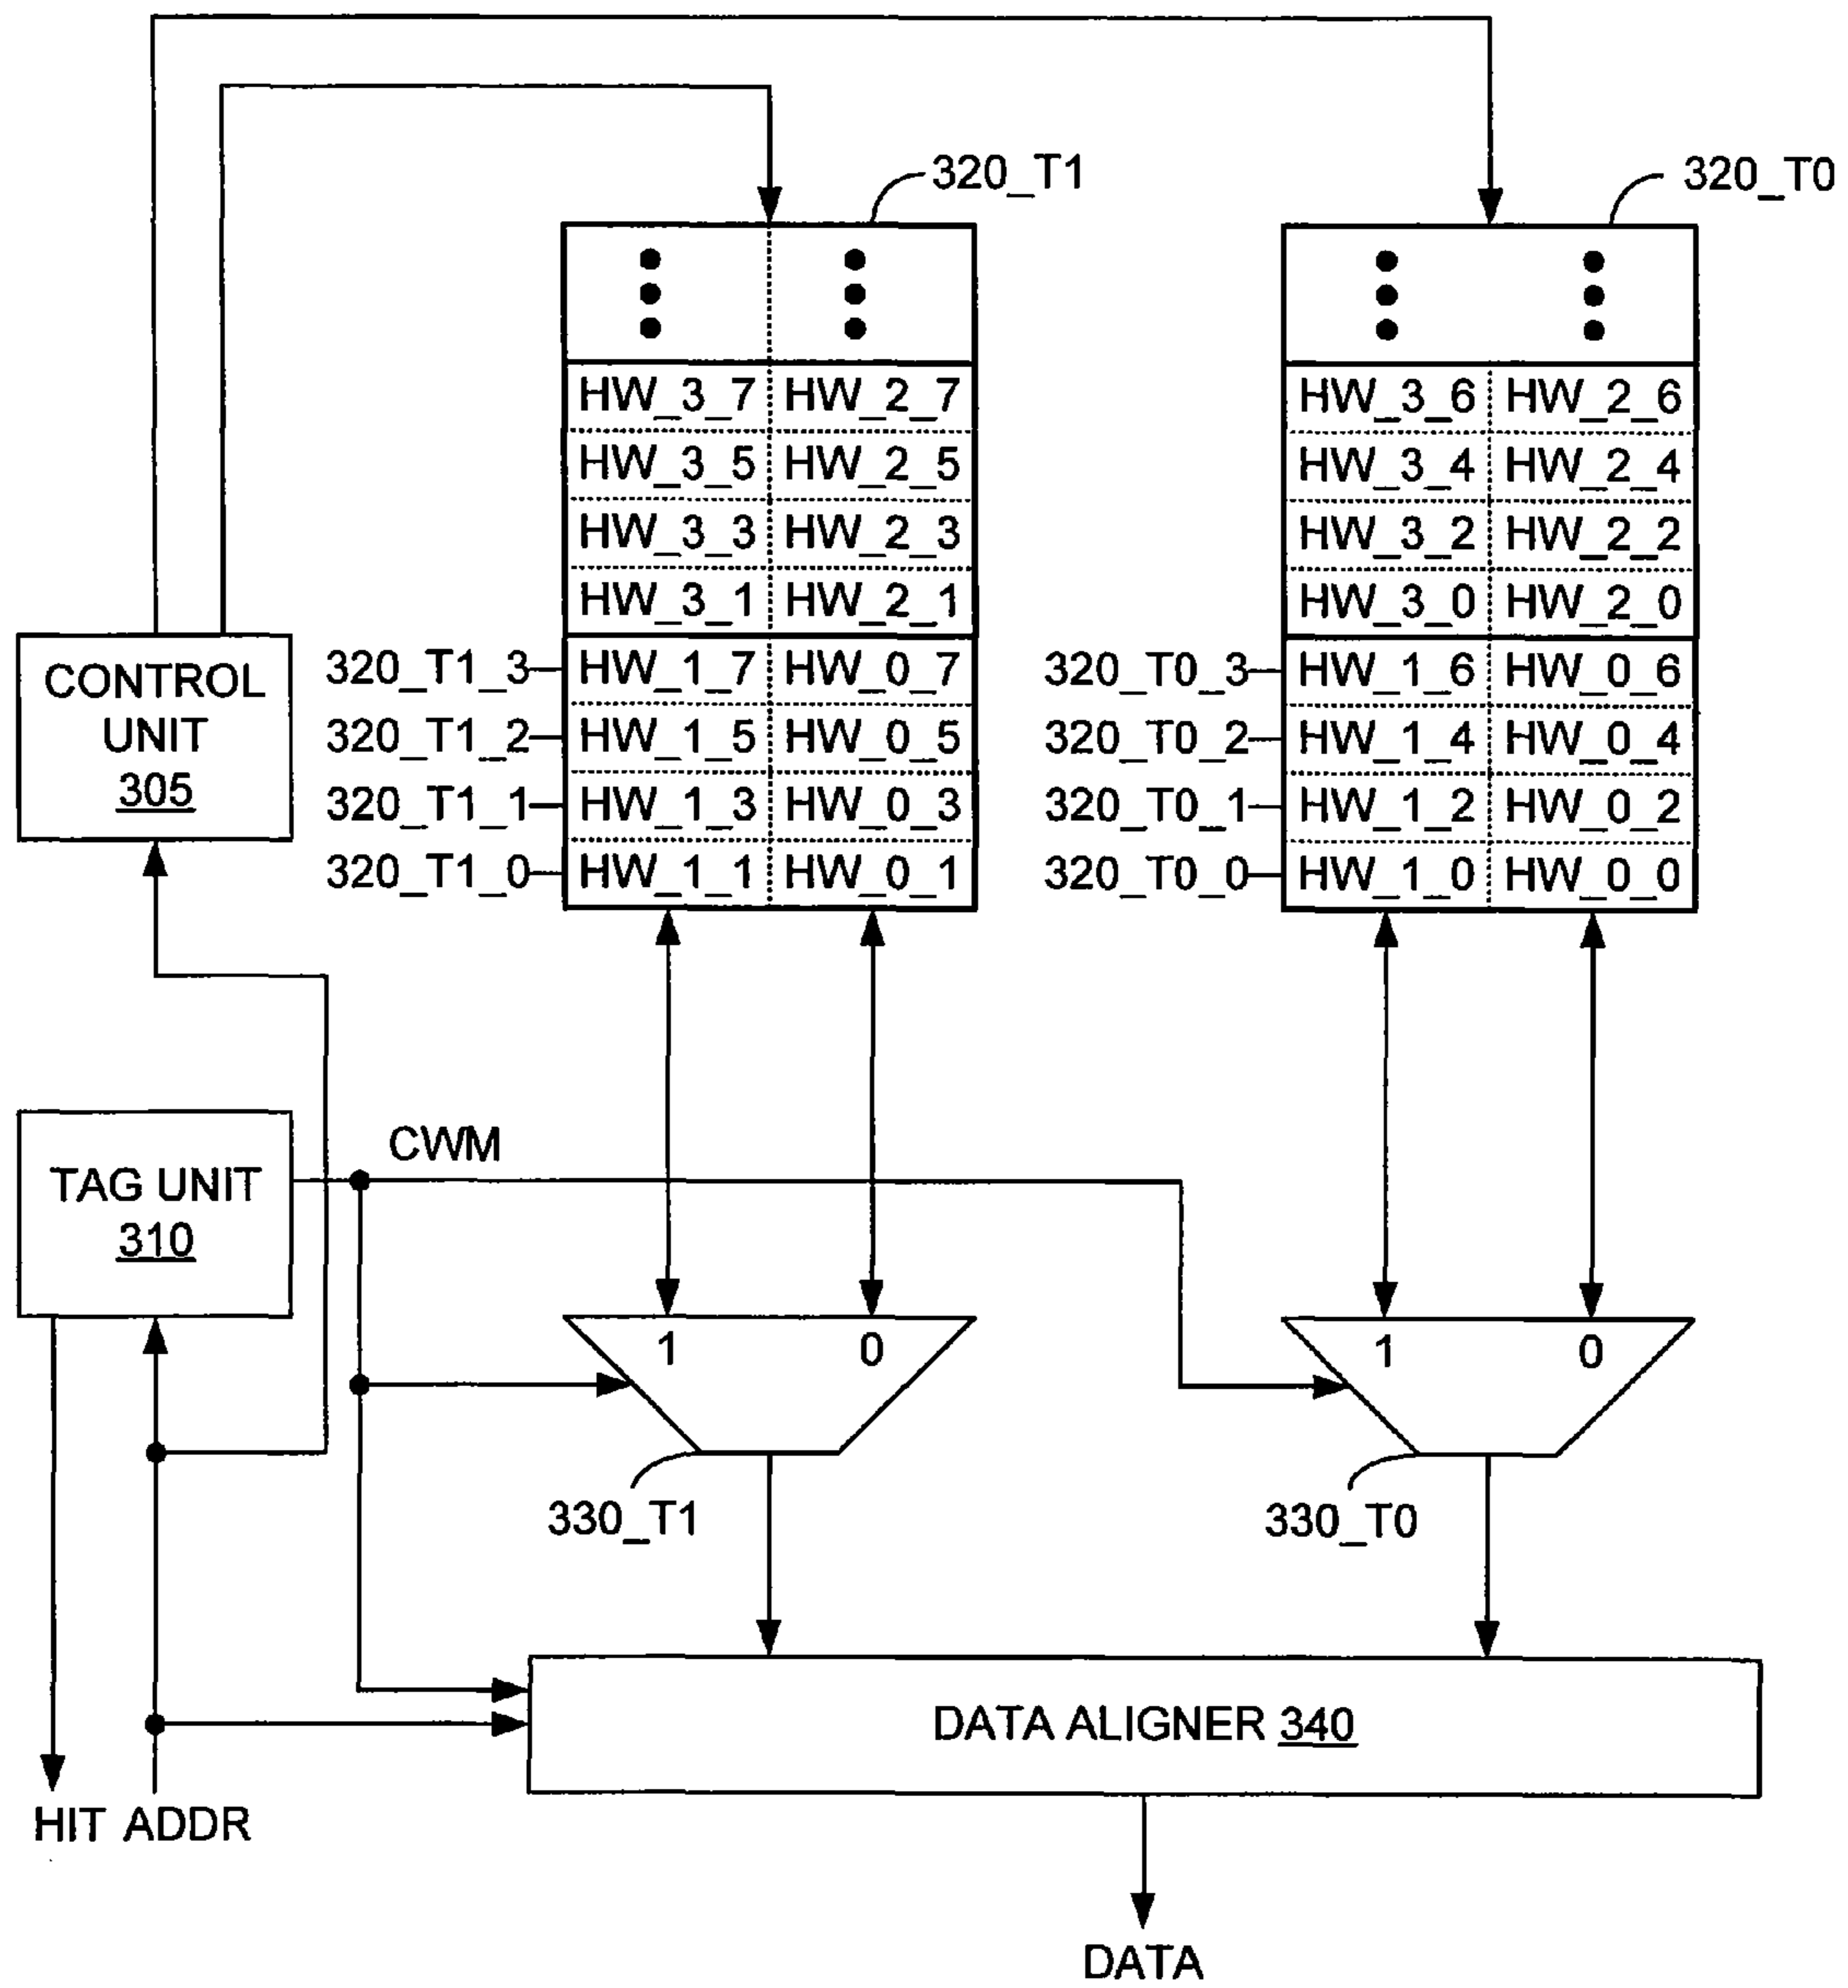 320_T1
320_T0
HW_3_7 HW_2_7
HW_3_5 HW_2_5
HW_3_3 HW_2_3
HW_3_1 HW_2_1
320_T1_3 HW_1_7 HW_0_7
320_T1_2 HW_1_5 HW_0_5
320_T1_1 HW_1_3 HW_0_3
320_T1_0 HW_1_1 HW_0_1
HW_3_6 HW_2_6
HW_3_4 HW_2_4
HW_3_2 HW_2_2
HW_3_0 HW_2_0
320_T0_3 HW_1_6 HW_0_6
320_T0_2 HW_1_4 HW_0_4
320_T0_1 HW_1_2 HW_0_2
320_T0_0 HW_1_0 HW_0_0
CONTROL
UNIT
305
TAG UNIT
310
CWM
1 0
330_T1
1 0
330_T0
DATA ALIGNER 340
HIT ADDR
DATA